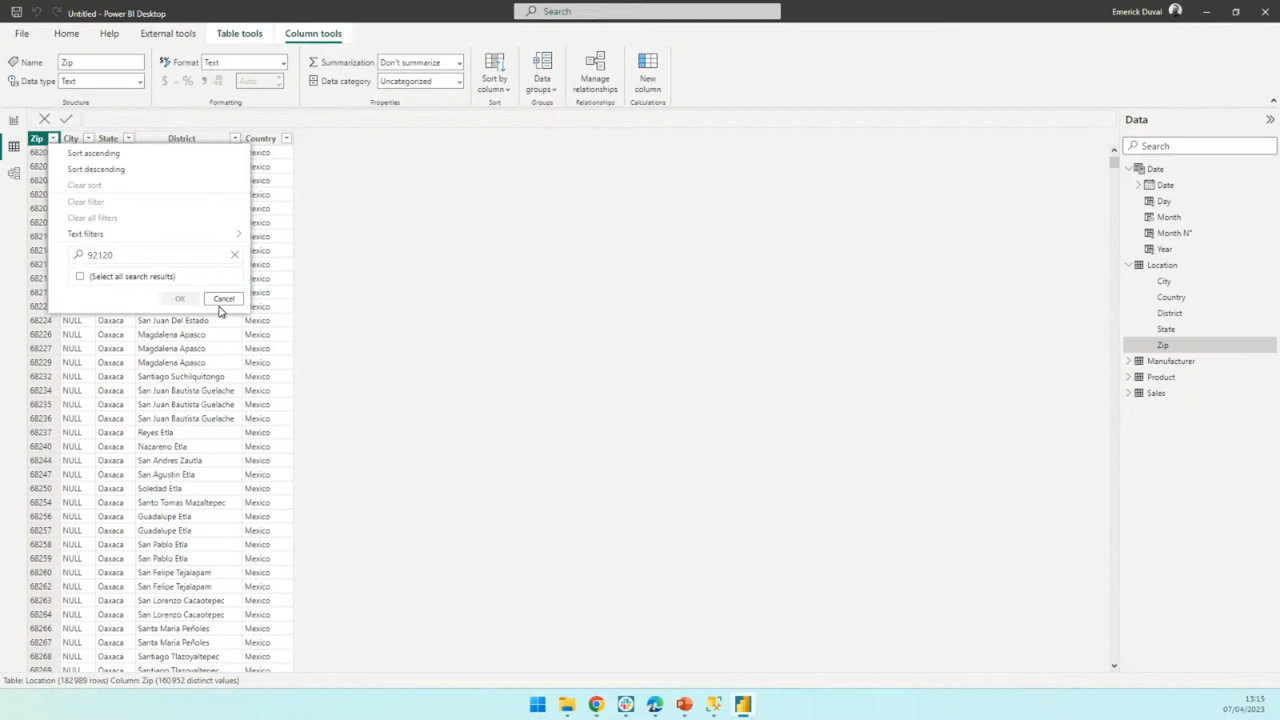 Untitled - Power BI Desktop
Search
Emerick Duval
File Home Help External tools Table tools Column tools
Name Zip
Data type Text
Structure
Format Text
$ % Auto
Formatting
Summarization Don't summarize
Data category Uncategorized
Properties
Sort by column
Sort
Data groups
Groups
Manage relationships
Relationships
New column
Calculations
Zip City State District Country
Sort ascending
Sort descending
Clear sort
Clear filter
Clear all filters
Text filters
92120
(Select all search results)
OK Cancel
68224 NULL Oaxaca San Juan Del Estado Mexico
68226 NULL Oaxaca Magdalena Apasco Mexico
68227 NULL Oaxaca Magdalena Apasco Mexico
68229 NULL Oaxaca Magdalena Apasco Mexico
68232 NULL Oaxaca Santiago Suchilquitongo Mexico
68234 NULL Oaxaca San Juan Bautista Guelache Mexico
68235 NULL Oaxaca San Juan Bautista Guelache Mexico
68236 NULL Oaxaca San Juan Bautista Guelache Mexico
68237 NULL Oaxaca Reyes Etla Mexico
68240 NULL Oaxaca Nazareno Etla Mexico
68244 NULL Oaxaca San Andres Zautla Mexico
68247 NULL Oaxaca San Agustin Etla Mexico
68250 NULL Oaxaca Soledad Etla Mexico
68254 NULL Oaxaca Santo Tomas Mazaltepec Mexico
68256 NULL Oaxaca Guadalupe Etla Mexico
68257 NULL Oaxaca Guadalupe Etla Mexico
68258 NULL Oaxaca San Pablo Etla Mexico
68259 NULL Oaxaca San Pablo Etla Mexico
68260 NULL Oaxaca San Felipe Tejalapam Mexico
68262 NULL Oaxaca San Felipe Tejalapam Mexico
68263 NULL Oaxaca San Lorenzo Cacaotepec Mexico
68264 NULL Oaxaca San Lorenzo Cacaotepec Mexico
68266 NULL Oaxaca Santa Maria Peñoles Mexico
68267 NULL Oaxaca Santa Maria Peñoles Mexico
68268 NULL Oaxaca Santiago Tlazoyaltepec Mexico
68269 NULL Oaxaca Santiago Tlazoyaltepec Mexico
Data
Search
Date
Date
Day
Month
Month N°
Year
Location
City
Country
District
State
Zip
Manufacturer
Product
Sales
Table: Location (182 989 rows) Column: Zip (160 952 distinct values)
13:15
07/04/2023